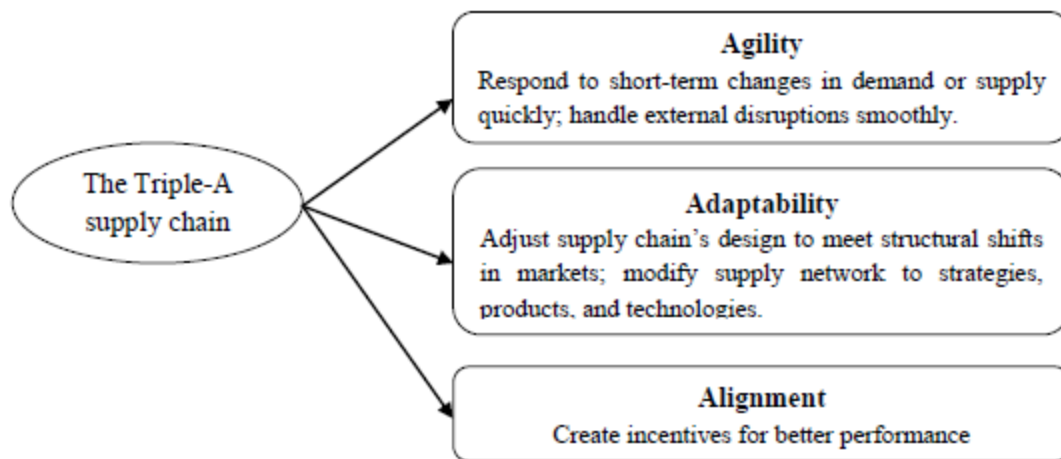 The Triple-A
supply chain
Agility
Respond to short-term changes in demand or supply
quickly; handle external disruptions smoothly.
Adaptability
Adjust supply chain's design to meet structural shifts
in markets; modify supply network to strategies,
products, and technologies.
Alignment
Create incentives for better performance